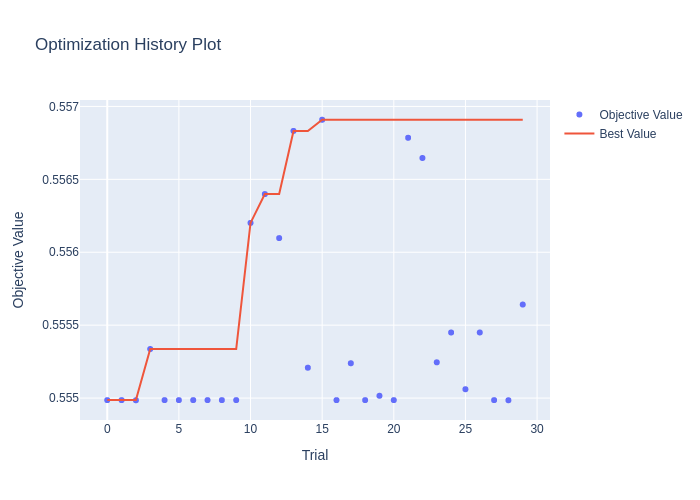 Optimization History Plot
Objective Value
Best Value
0.557
0.5565
0.556
0.5555
0.555
Objective Value
0
5
10
15
20
25
30
Trial